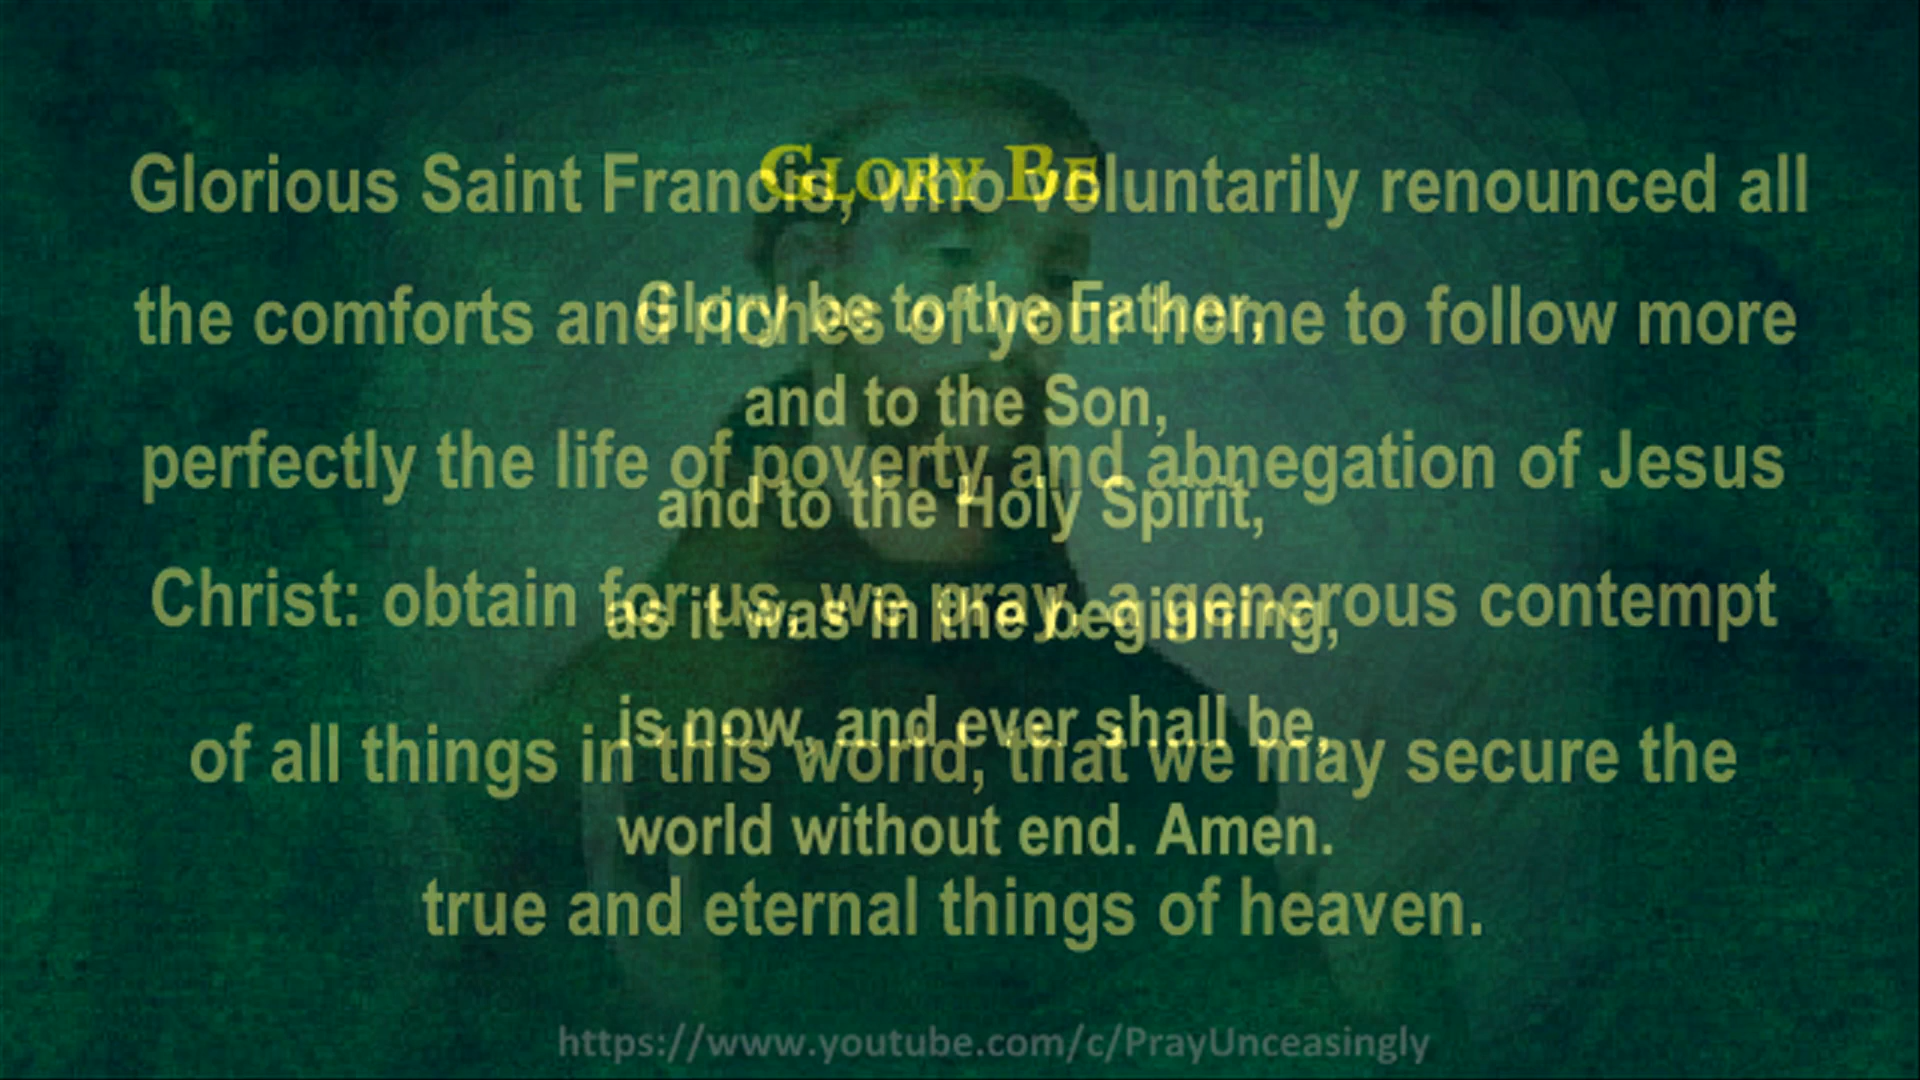 GLORY BE
Glorious Saint Francis, who voluntarily renounced all
the comforts and riches of your home to follow more
perfectly the life of poverty and abnegation of Jesus
Christ: obtain for us, we pray, a generous contempt
of all things in this world, that we may secure the
true and eternal things of heaven.
Glory be to the Father,
and to the Son,
and to the Holy Spirit,
as it was in the beginning,
is now, and ever shall be,
world without end. Amen.
https://www.youtube.com/c/PrayUnceasingly